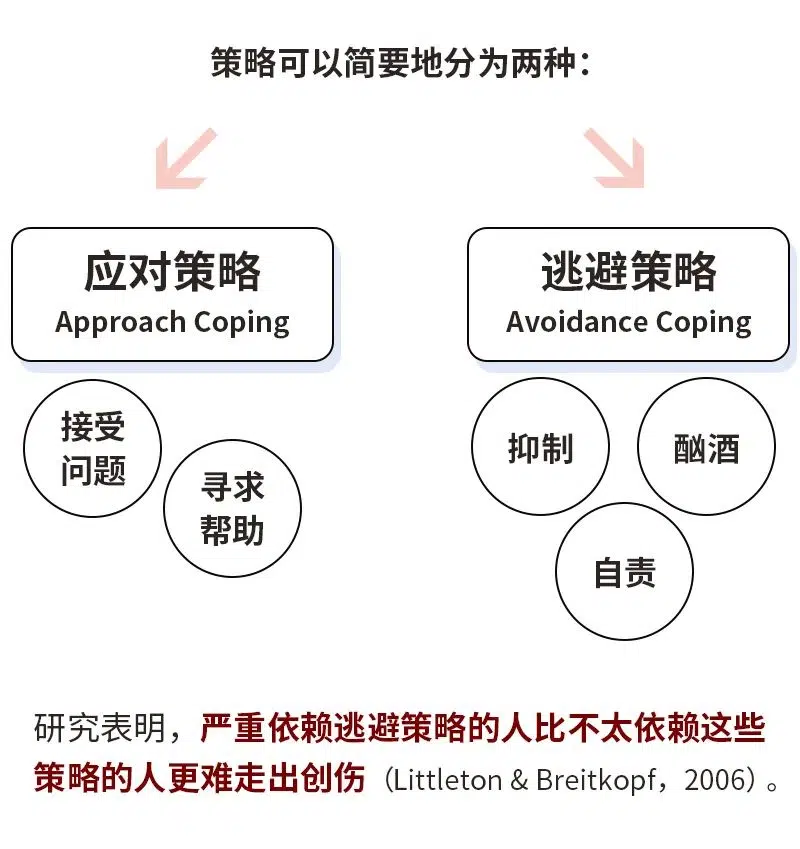 策略可以简要地分为两种：
应对策略
Approach Coping
逃避策略
Avoidance Coping
接受
问题
寻求
帮助
抑制
酗酒
自责
研究表明，严重依赖逃避策略的人比不太依赖这些
策略的人更难走出创伤（Littleton & Breitkopf，2006）。